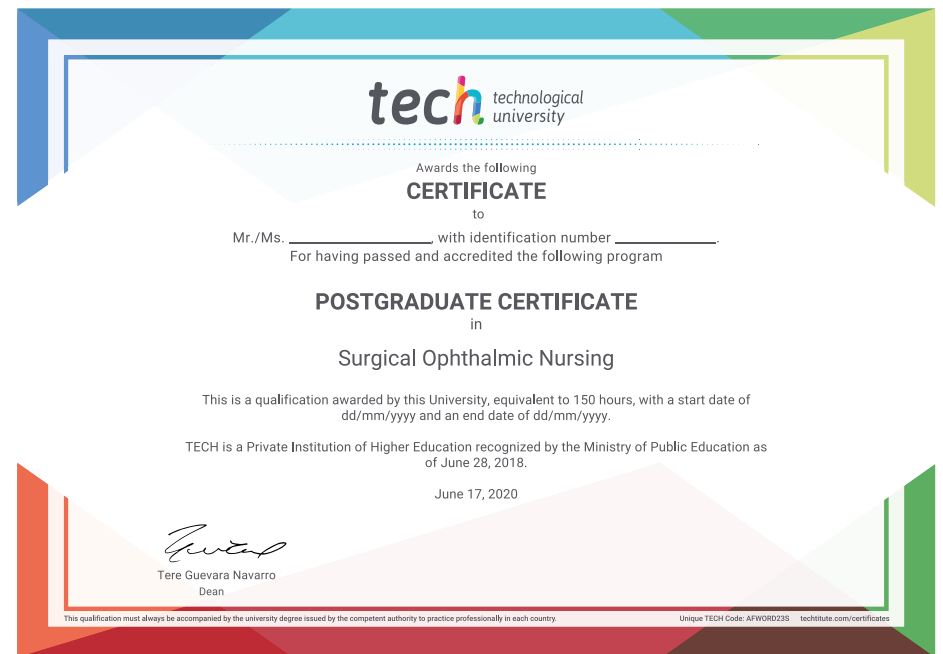 tech technological
university
Awards the following
CERTIFICATE
to
Mr./Ms. ____________, with identification number ____________.
For having passed and accredited the following program
POSTGRADUATE CERTIFICATE
in
Surgical Ophthalmic Nursing
This is a qualification awarded by this University, equivalent to 150 hours, with a start date of
dd/mm/yyyy and an end date of dd/mm/yyyy.
TECH is a Private Institution of Higher Education recognized by the Ministry of Public Education as
of June 28, 2018.
June 17, 2020
Tere Guevara Navarro
Dean
This qualification must always be accompanied by the university degree issued by the competent authority to practice professionally in each country.
Unique TECH Code: AFWORD23S techtitute.com/certificates